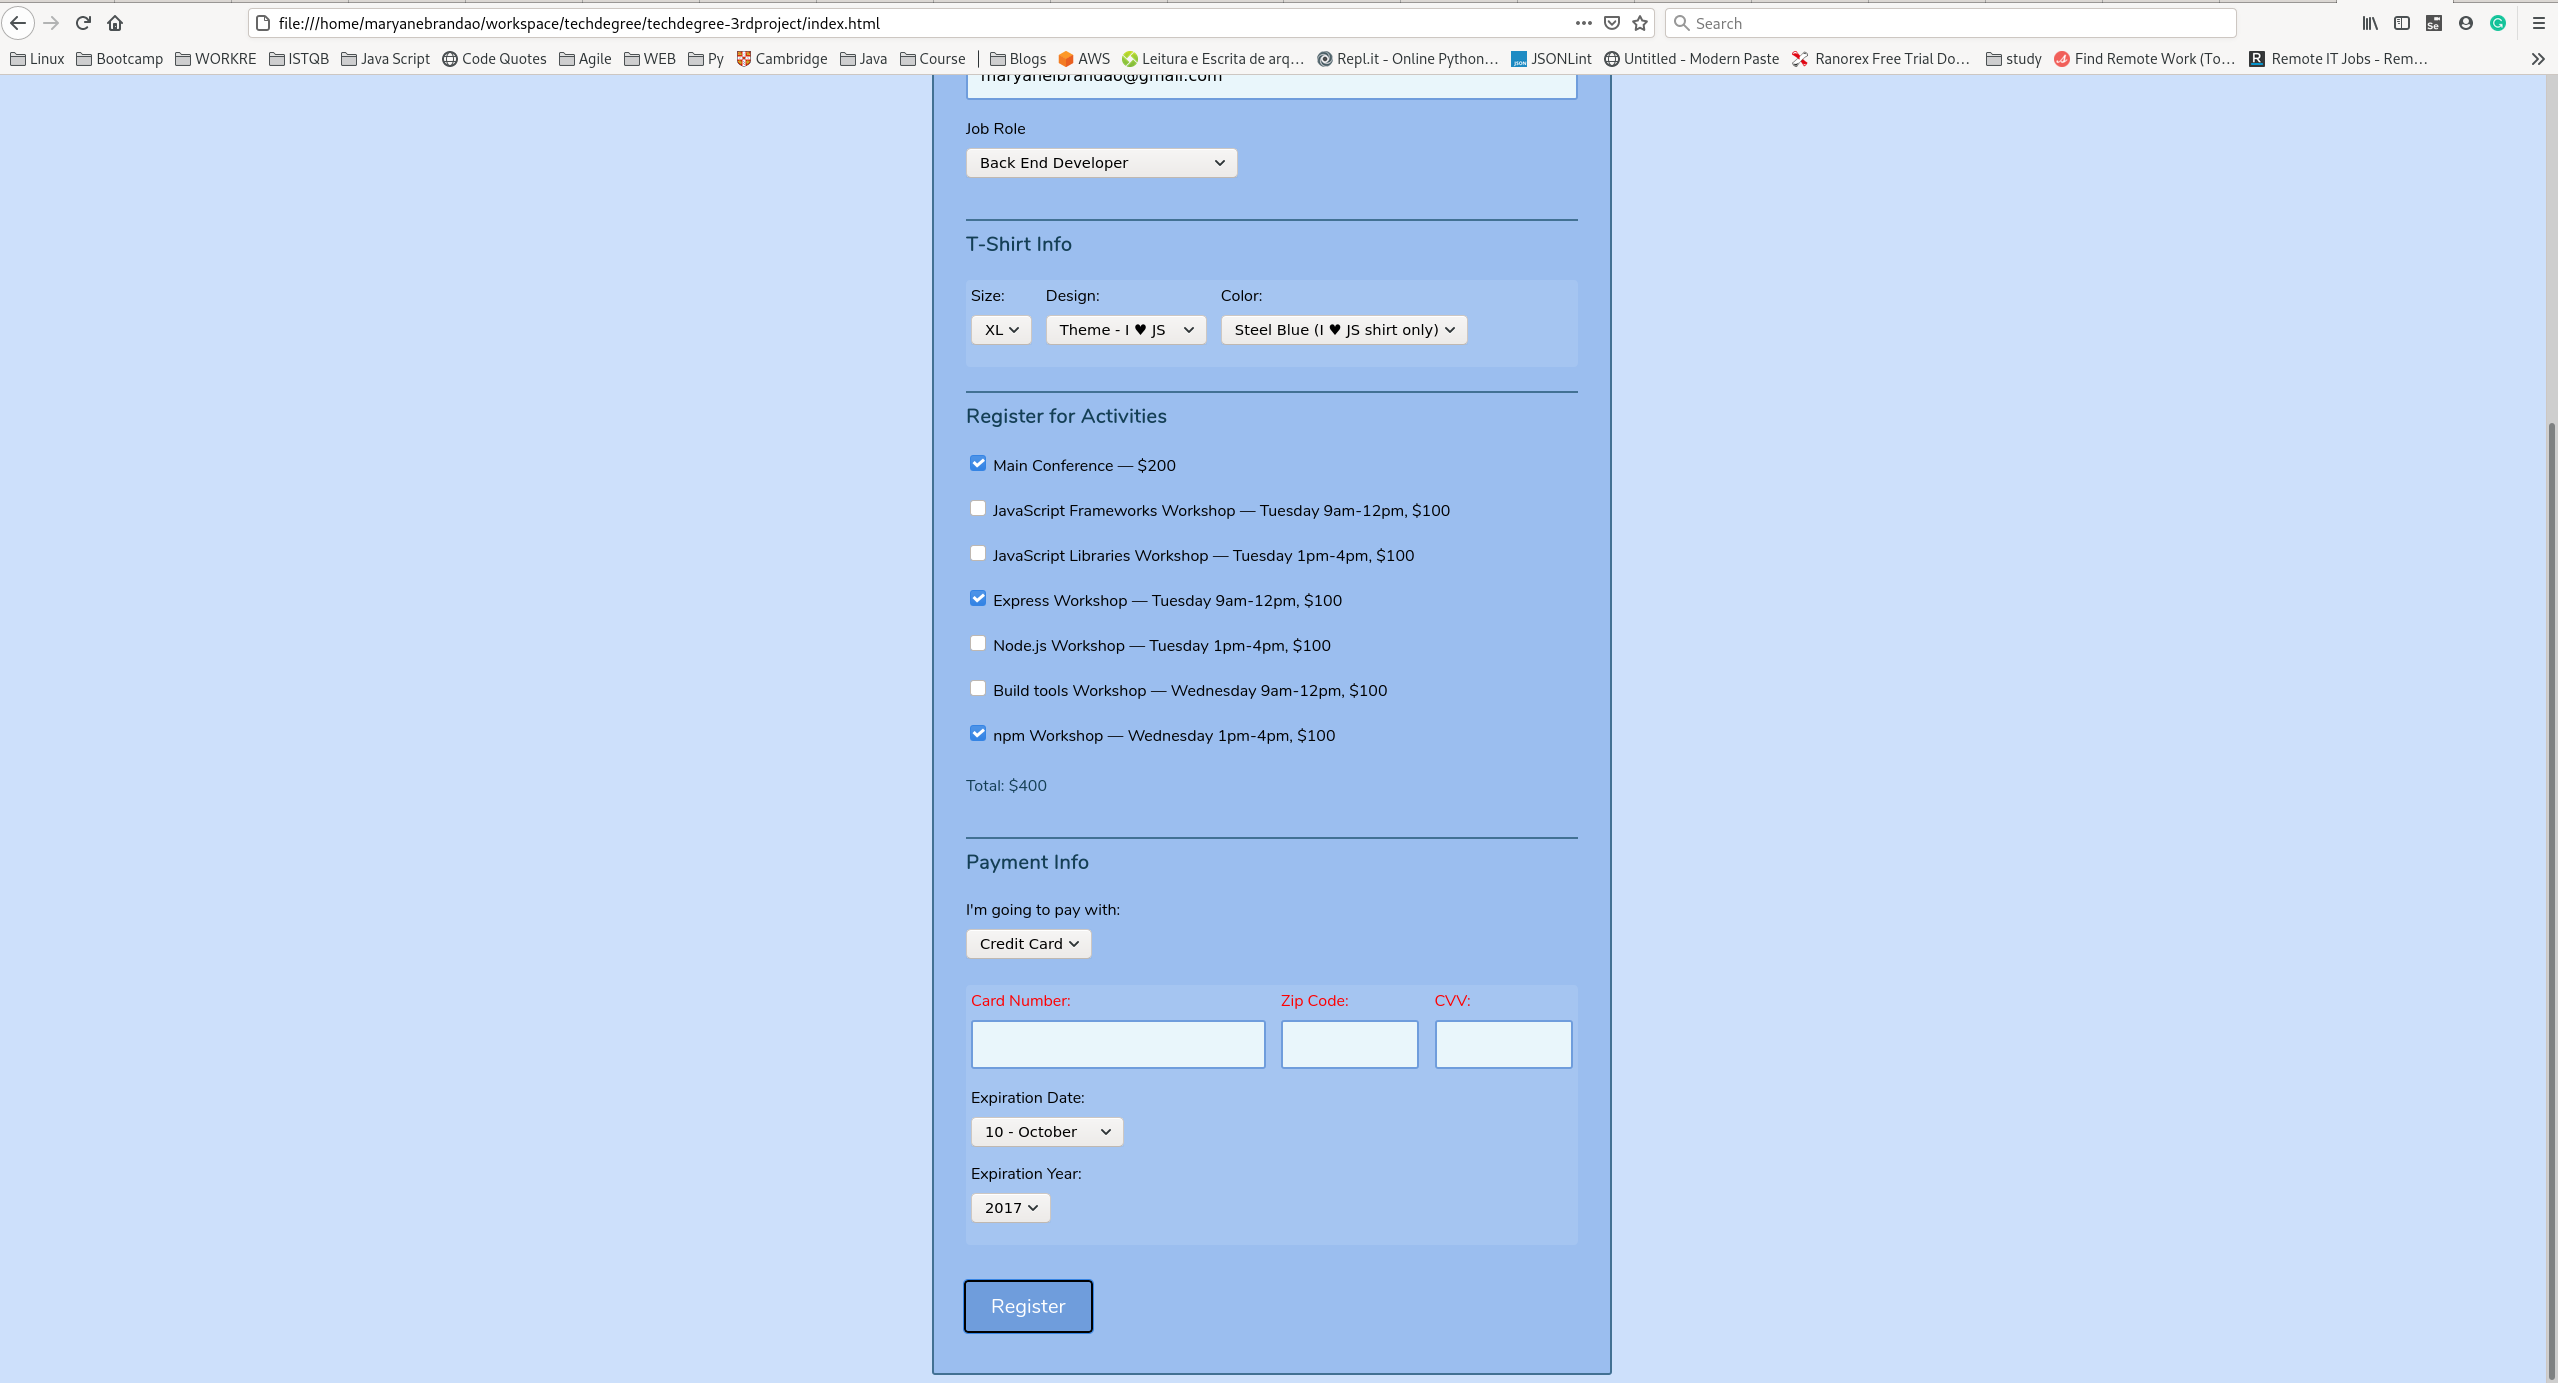 file:///home/maryanebrandao/workspace/techdegree/techdegree-3rdproject/index.html
Search
Linux Bootcamp WORKRE ISTQB Java Script Code Quotes Agile WEB Py Cambridge Java Course Blogs AWS Leitura e Escrita de arq… Repl.it - Online Python… JSONLint Untitled - Modern Paste Ranorex Free Trial Do… study Find Remote Work (To… Remote IT Jobs - Rem…
maryanelbrandao@gmail.com
Job Role
Back End Developer
T-Shirt Info
Size: Design: Color:
XL Theme - I ♥ JS Steel Blue (I ♥ JS shirt only)
Register for Activities
Main Conference — $200
JavaScript Frameworks Workshop — Tuesday 9am-12pm, $100
JavaScript Libraries Workshop — Tuesday 1pm-4pm, $100
Express Workshop — Tuesday 9am-12pm, $100
Node.js Workshop — Tuesday 1pm-4pm, $100
Build tools Workshop — Wednesday 9am-12pm, $100
npm Workshop — Wednesday 1pm-4pm, $100
Total: $400
Payment Info
I'm going to pay with:
Credit Card
Card Number: Zip Code: CVV:
Expiration Date:
10 - October
Expiration Year:
2017
Register